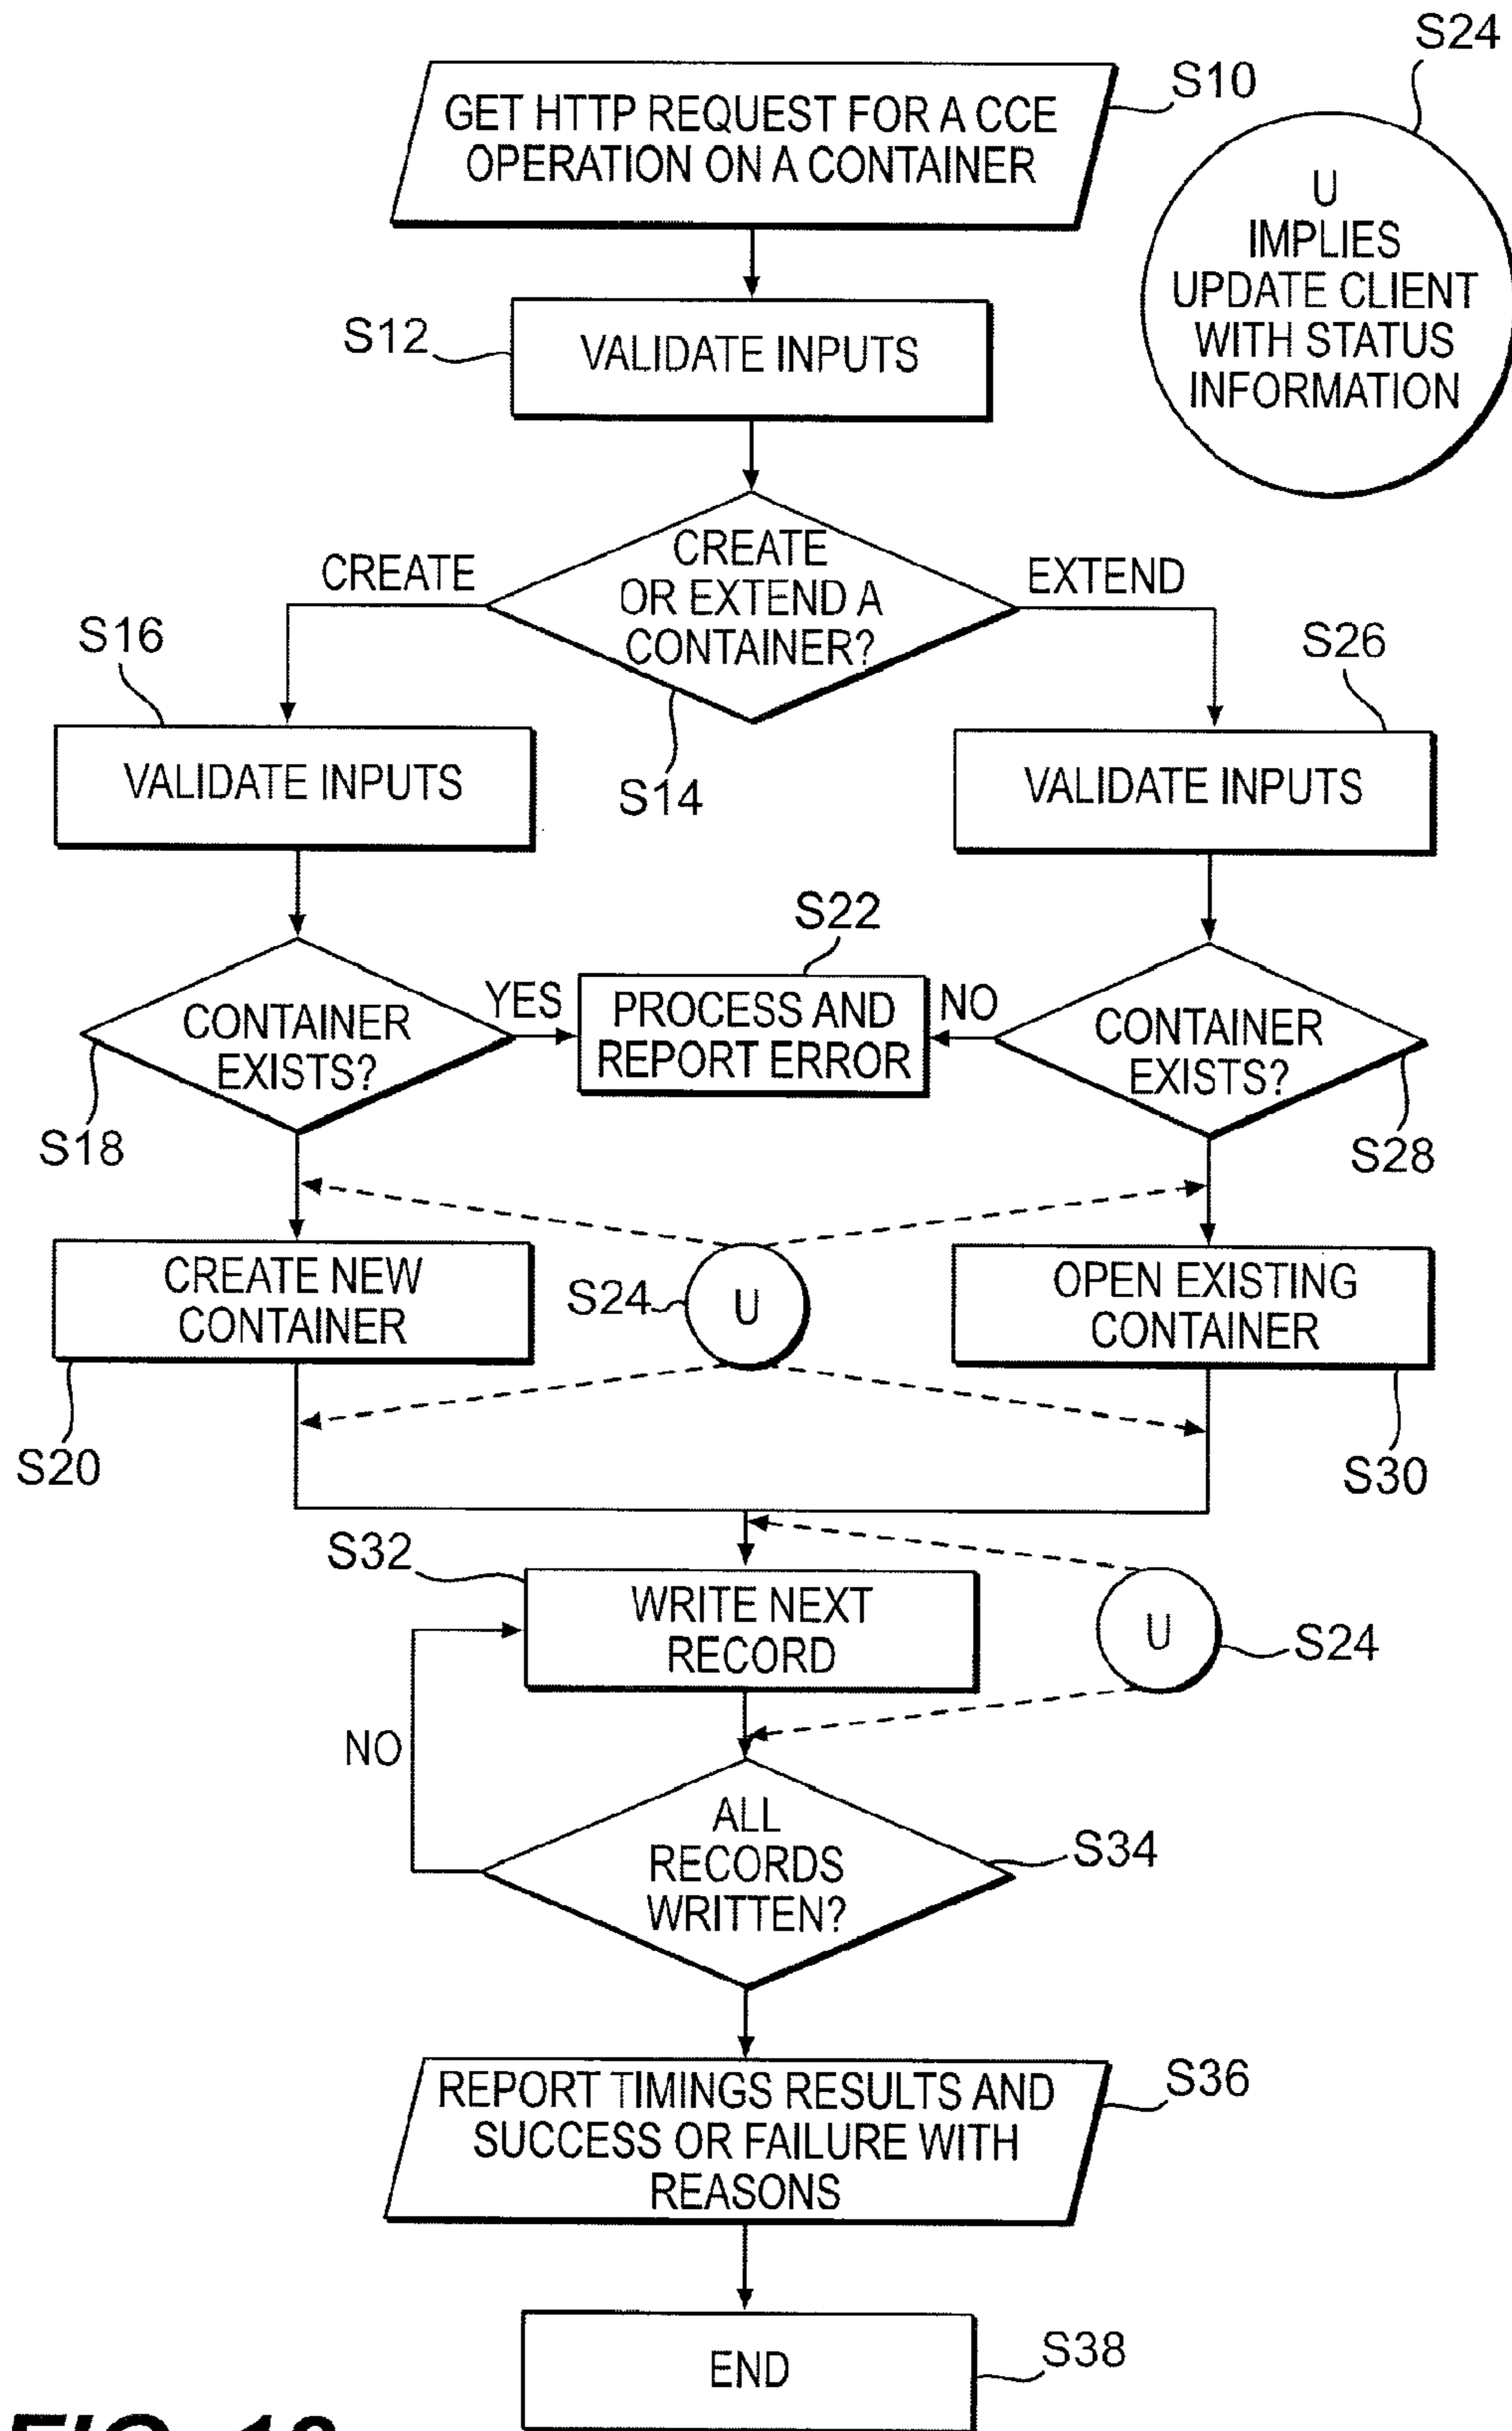 S24
S10
GET HTTP REQUEST FOR A CCE
OPERATION ON A CONTAINER
U
IMPLIES
UPDATE CLIENT
WITH STATUS
INFORMATION
S12
VALIDATE INPUTS
CREATE
CREATE
OR EXTEND A
CONTAINER?
EXTEND
S16
S26
S14
VALIDATE INPUTS
VALIDATE INPUTS
S22
CONTAINER
EXISTS?
YES
PROCESS AND
REPORT ERROR
NO
CONTAINER
EXISTS?
S18
S28
CREATE NEW
CONTAINER
S24
U
OPEN EXISTING
CONTAINER
S20
S30
S32
WRITE NEXT
RECORD
U
S24
NO
ALL
RECORDS
WRITTEN?
S34
REPORT TIMINGS RESULTS AND
SUCCESS OR FAILURE WITH
REASONS
S36
END
S38